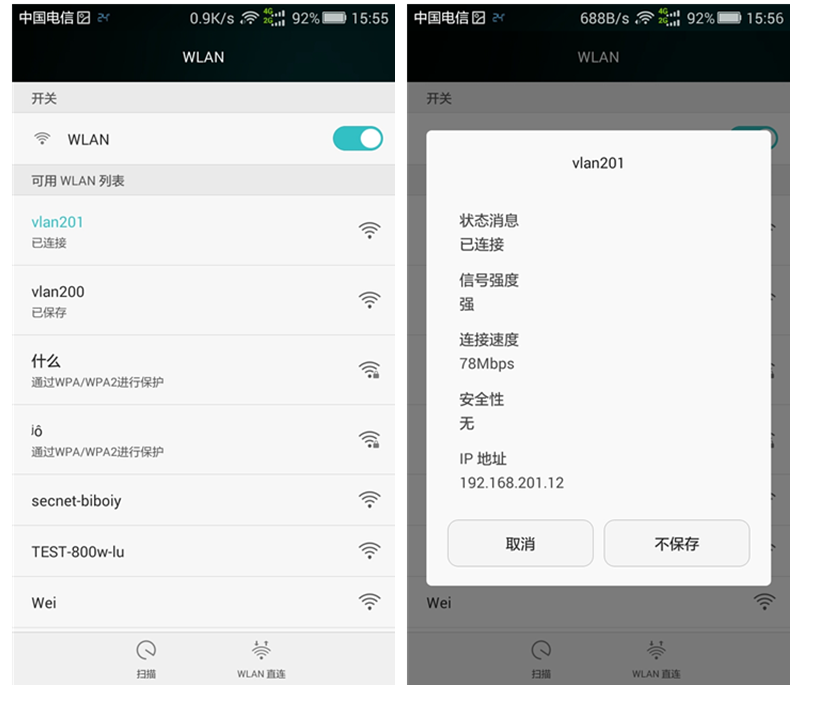 中国电信 0.9K/s 4G 2G 92% 15:55
WLAN
开关
WLAN
可用 WLAN 列表
vlan201
已连接
vlan200
已保存
什么
通过WPA/WPA2进行保护
通过WPA/WPA2进行保护
secnet-biboiy
TEST-800w-lu
Wei
扫描
WLAN 直连
中国电信 688B/s 4G 2G 92% 15:56
WLAN
开关
vlan201
状态消息
已连接
信号强度
强
连接速度
78Mbps
安全性
无
IP 地址
192.168.201.12
取消
不保存
Wei
扫描
WLAN 直连